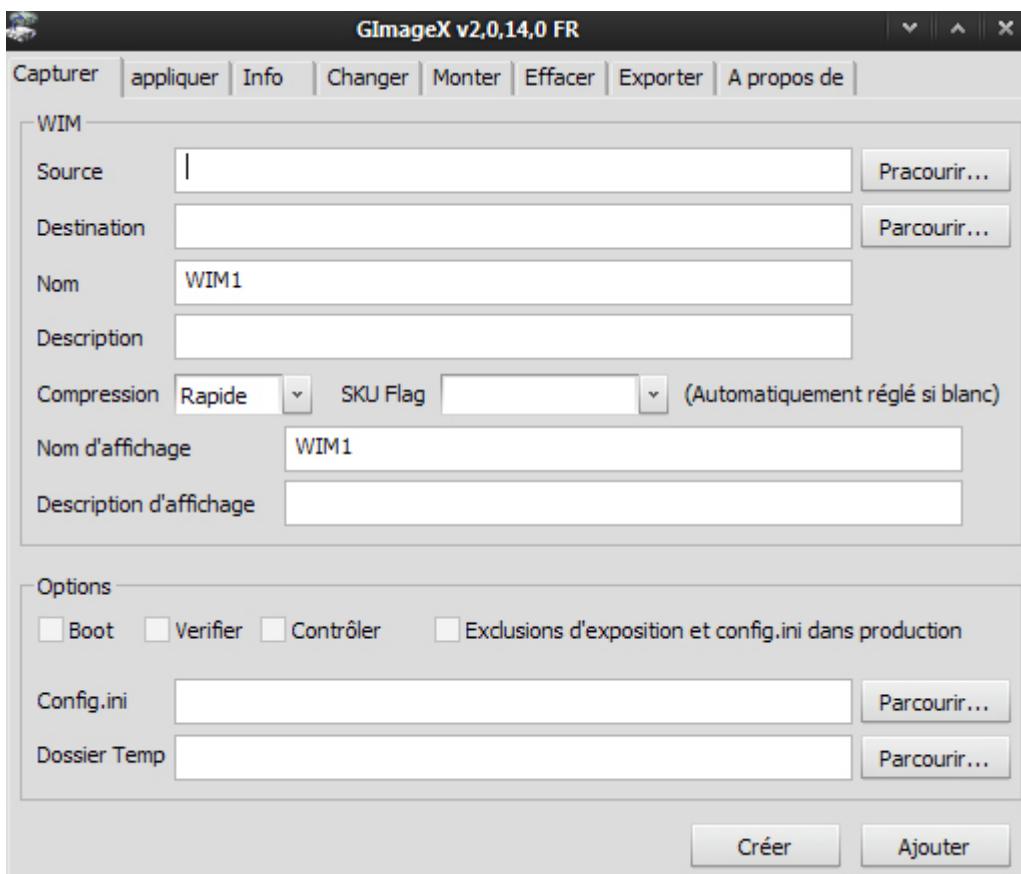 GImageX v2,0,14,0 FR
Capturer appliquer Info Changer Monter Effacer Exporter A propos de
WIM
Source Pracourir...
Destination Parcourir...
Nom WIM1
Description
Compression Rapide SKU Flag (Automatiquement réglé si blanc)
Nom d'affichage WIM1
Description d'affichage
Options
Boot Verifier Contrôler Exclusions d'exposition et config.ini dans production
Config.ini Parcourir...
Dossier Temp Parcourir...
Créer Ajouter